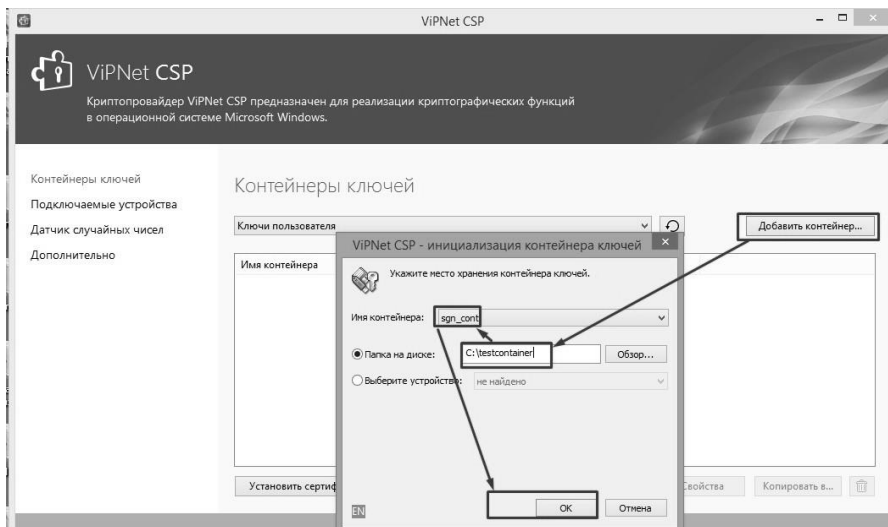 ViPNet CSP
ViPNet CSP
Криптопровайдер ViPNet CSP предназначен для реализации криптографических функций
в операционной системе Microsoft Windows.
Контейнеры ключей
Подключаемые устройства
Датчик случайных чисел
Дополнительно
Контейнеры ключей
Ключи пользователя
Добавить контейнер...
Имя контейнера
ViPNet CSP - инициализация контейнера ключей
Укажите место хранения контейнера ключей.
Имя контейнера:
sgn_cont
Папка на диске:
C:\testcontainer
Обзор...
Выберите устройство:
не найдено
Установить
Свойства
Копировать в...
EN
OK
Отмена